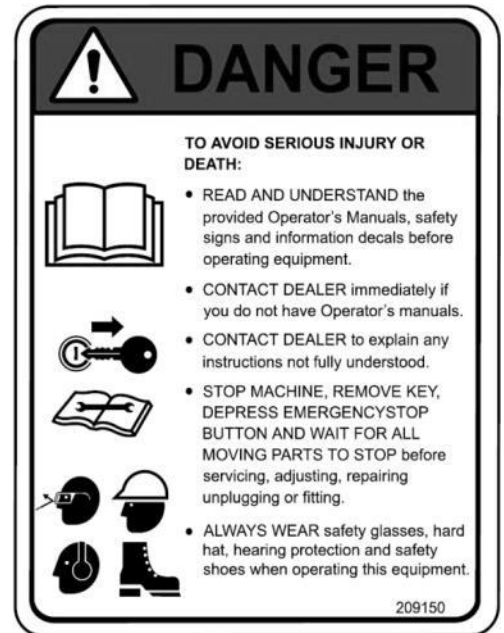 DANGER
TO AVOID SERIOUS INJURY OR
DEATH:
• READ AND UNDERSTAND the
provided Operator's Manuals, safety
signs and information decals before
operating equipment.
• CONTACT DEALER immediately if
you do not have Operator's manuals.
• CONTACT DEALER to explain any
instructions not fully understood.
• STOP MACHINE, REMOVE KEY,
DEPRESS EMERGENCYSTOP
BUTTON AND WAIT FOR ALL
MOVING PARTS TO STOP before
servicing, adjusting, repairing
unplugging or fitting.
• ALWAYS WEAR safety glasses, hard
hat, hearing protection and safety
shoes when operating this equipment.
209150